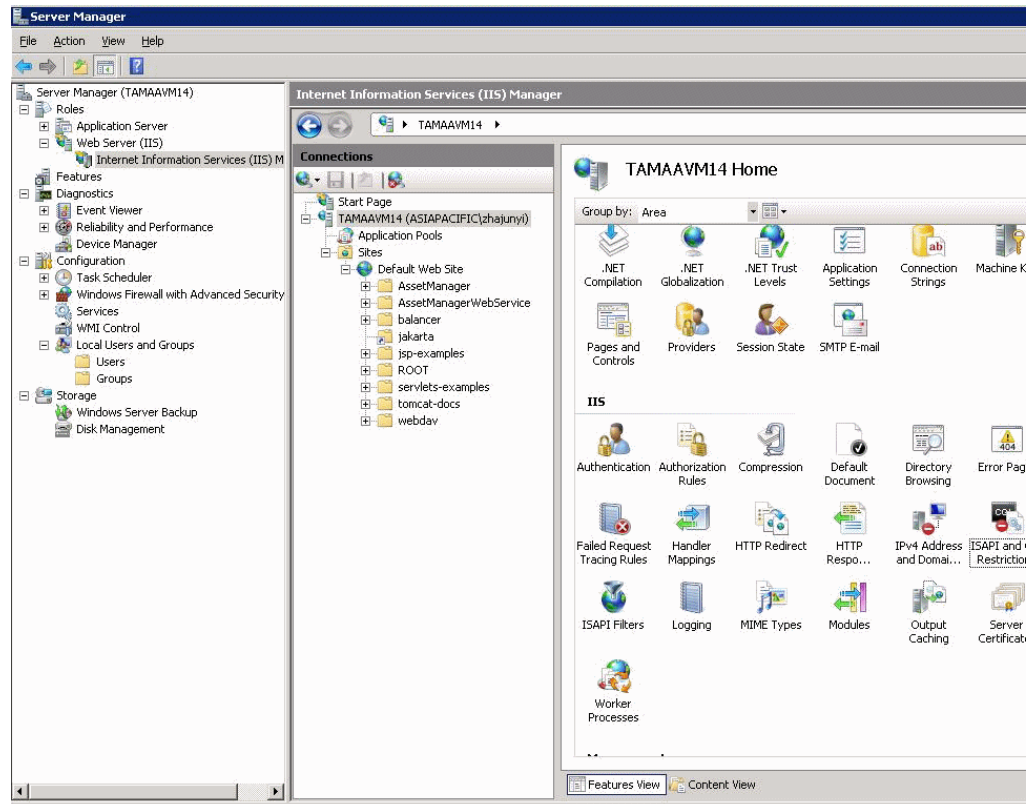 Server Manager
File Action View Help
Server Manager (TAMAAVM14)
Roles
Application Server
Web Server (IIS)
Internet Information Services (IIS) M
Features
Diagnostics
Event Viewer
Reliability and Performance
Device Manager
Configuration
Task Scheduler
Windows Firewall with Advanced Security
Services
WMI Control
Local Users and Groups
Users
Groups
Storage
Windows Server Backup
Disk Management
Internet Information Services (IIS) Manager
TAMAAVM14
Connections
Start Page
TAMAAVM14 (ASIAPACIFIC\zhajunyi)
Application Pools
Sites
Default Web Site
AssetManager
AssetManagerWebService
balancer
jakarta
jsp-examples
ROOT
servlets-examples
tomcat-docs
webdav
TAMAAVM14 Home
Group by: Area
.NET Compilation
.NET Globalization
.NET Trust Levels
Application Settings
Connection Strings
Machine K
Pages and Controls
Providers
Session State
SMTP E-mail
IIS
Authentication
Authorization Rules
Compression
Default Document
Directory Browsing
Error Pag
Failed Request Tracing Rules
Handler Mappings
HTTP Redirect
HTTP Respo...
IPv4 Address and Domai...
ISAPI and C
Restriction
ISAPI Filters
Logging
MIME Types
Modules
Output Caching
Server Certificate
Worker Processes
Features View
Content View